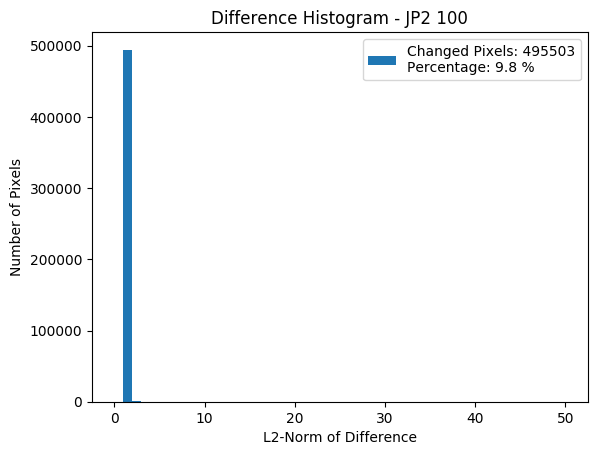 Difference Histogram - JP2 100
Changed Pixels: 495503
Percentage: 9.8 %
Number of Pixels
500000
400000
300000
200000
100000
0
0 10 20 30 40 50
L2-Norm of Difference